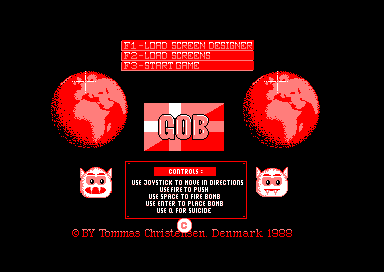 F1-LOAD SCREEN DESIGNER
F2-LOAD SCREENS
F3-START GAME
GOB
CONTROLS :
USE JOYSTICK TO MOVE IN DIRECTIONS
USE FIRE TO PUSH
USE SPACE TO FIRE BOMB
USE ENTER TO PLACE BOMB
USE Q. FOR SUICIDE
C
© BY Tommas Christensen, Denmark 1998